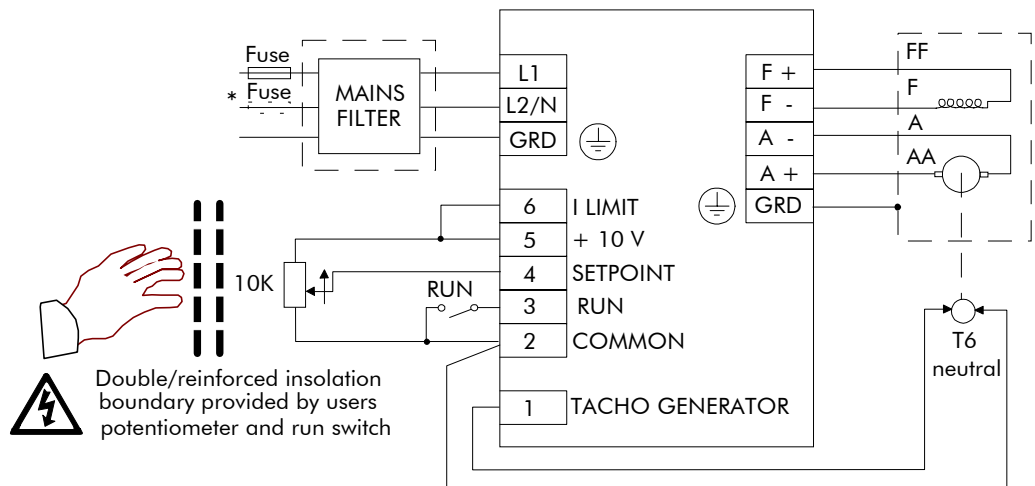 Fuse
* Fuse
MAINS
FILTER
L1
L2/N
GRD
F +
F -
A -
A +
GRD
FF
F
A
AA
6 I LIMIT
5 + 10 V
4 SETPOINT
3 RUN
2 COMMON
1 TACHO GENERATOR
10K
RUN
T6
neutral
Double/reinforced insolation
boundary provided by users
potentiometer and run switch